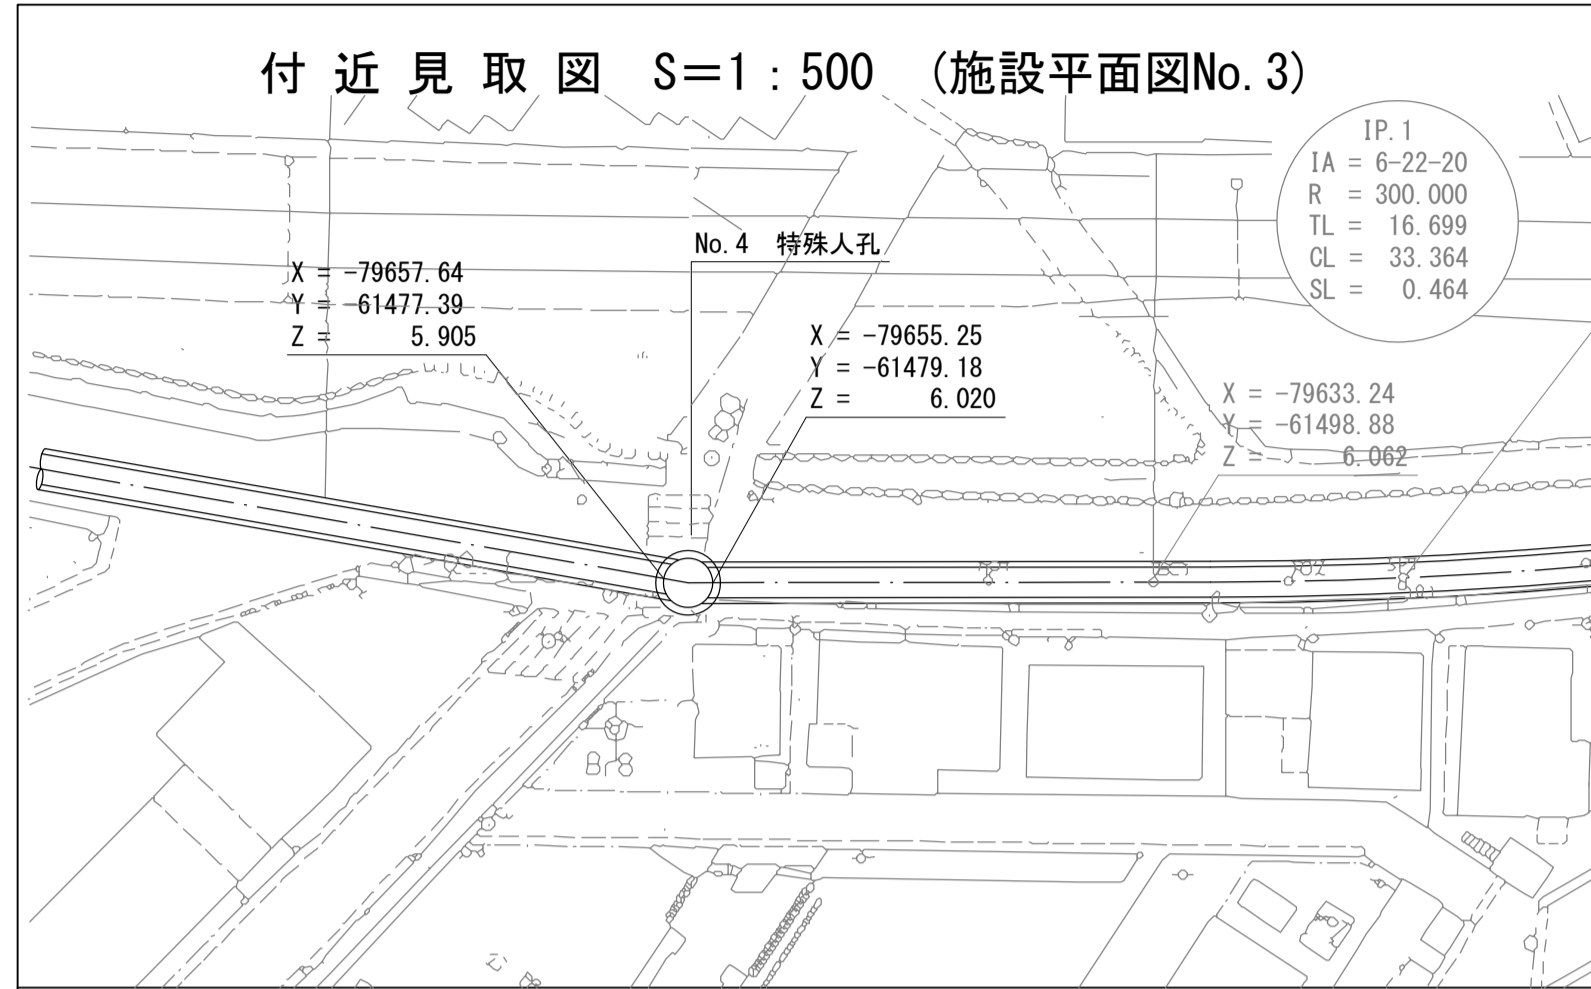 付近見取図 S=1:500 (施設平面図No.3)
IP.1
IA = 6-22-20
R = 300.000
TL = 16.699
CL = 33.364
SL = 0.464
No.4 特殊人孔
X = -79657.64
Y = -61477.39
Z = 5.905
X = -79655.25
Y = -61479.18
Z = 6.020
X = -79633.24
Y = -61498.88
Z = 6.062